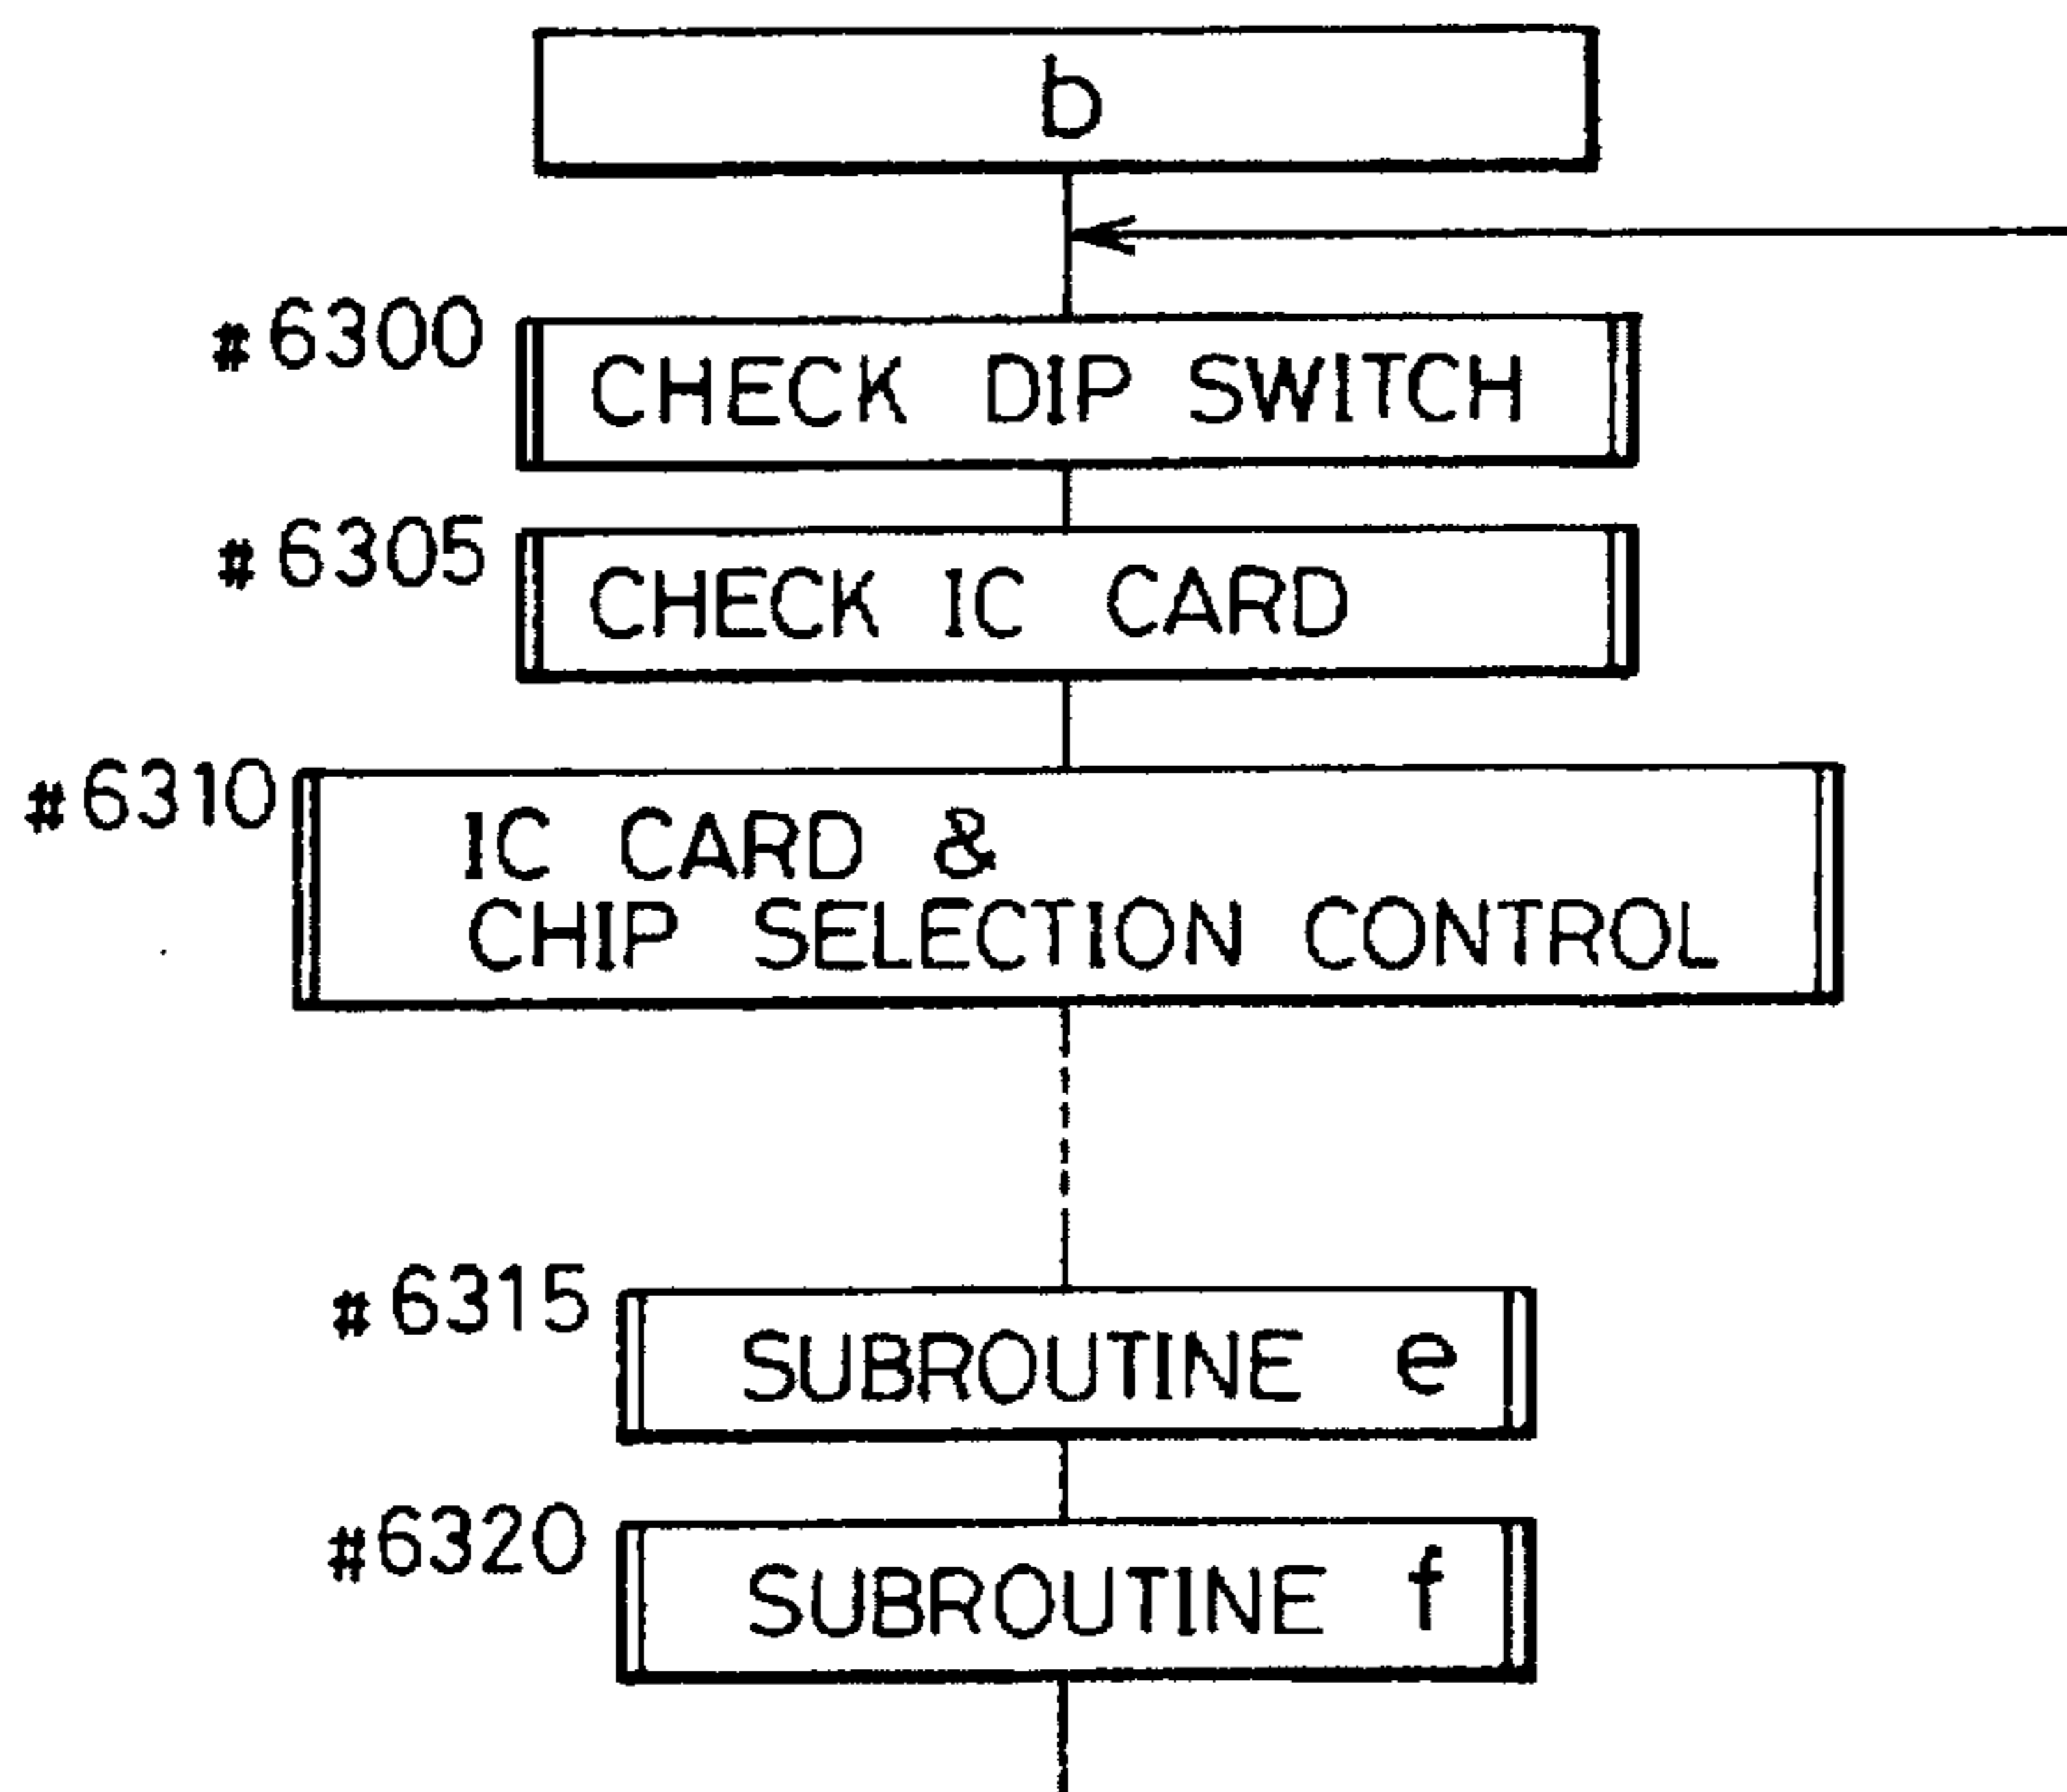 b
#6300
CHECK DIP SWITCH
#6305
CHECK IC CARD
#6310
IC CARD &
CHIP SELECTION CONTROL
#6315
SUBROUTINE e
#6320
SUBROUTINE f